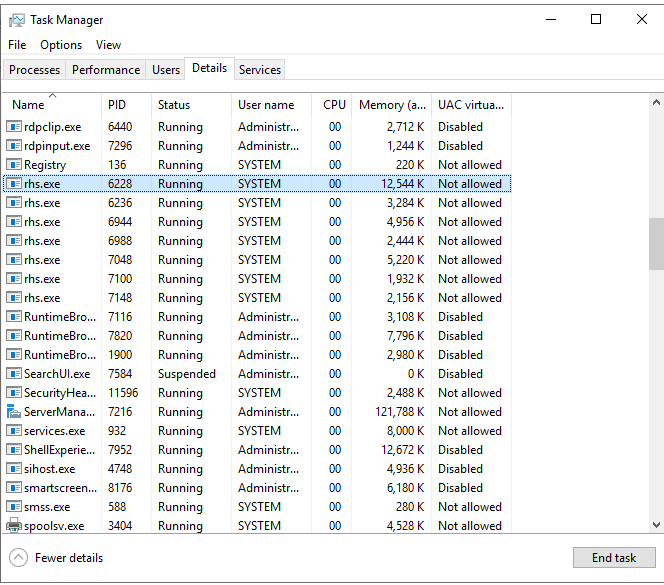 Task Manager
File Options View
Processes Performance Users Details Services
Name PID Status User name CPU Memory (a... UAC virtua...
rdpclip.exe 6440 Running Administr... 00 2,712 K Disabled
rdpinput.exe 7296 Running Administr... 00 1,244 K Disabled
Registry 136 Running SYSTEM 00 220 K Not allowed
rhs.exe 6228 Running SYSTEM 00 12,544 K Not allowed
rhs.exe 6236 Running SYSTEM 00 3,284 K Not allowed
rhs.exe 6944 Running SYSTEM 00 4,956 K Not allowed
rhs.exe 6988 Running SYSTEM 00 2,444 K Not allowed
rhs.exe 7048 Running SYSTEM 00 5,220 K Not allowed
rhs.exe 7100 Running SYSTEM 00 1,932 K Not allowed
rhs.exe 7148 Running SYSTEM 00 2,156 K Not allowed
RuntimeBro... 7116 Running Administr... 00 3,108 K Disabled
RuntimeBro... 7820 Running Administr... 00 7,796 K Disabled
RuntimeBro... 1900 Running Administr... 00 2,980 K Disabled
SearchUI.exe 7584 Suspended Administr... 00 0 K Disabled
SecurityHea... 11596 Running SYSTEM 00 2,488 K Not allowed
ServerMana... 7216 Running Administr... 00 121,788 K Not allowed
services.exe 932 Running SYSTEM 00 8,000 K Not allowed
ShellExperie... 7952 Running Administr... 00 12,672 K Disabled
sihost.exe 4748 Running Administr... 00 4,936 K Disabled
smartscreen... 8176 Running Administr... 00 6,180 K Disabled
smss.exe 588 Running SYSTEM 00 280 K Not allowed
spoolsv.exe 3404 Running SYSTEM 00 4,528 K Not allowed
Fewer details End task